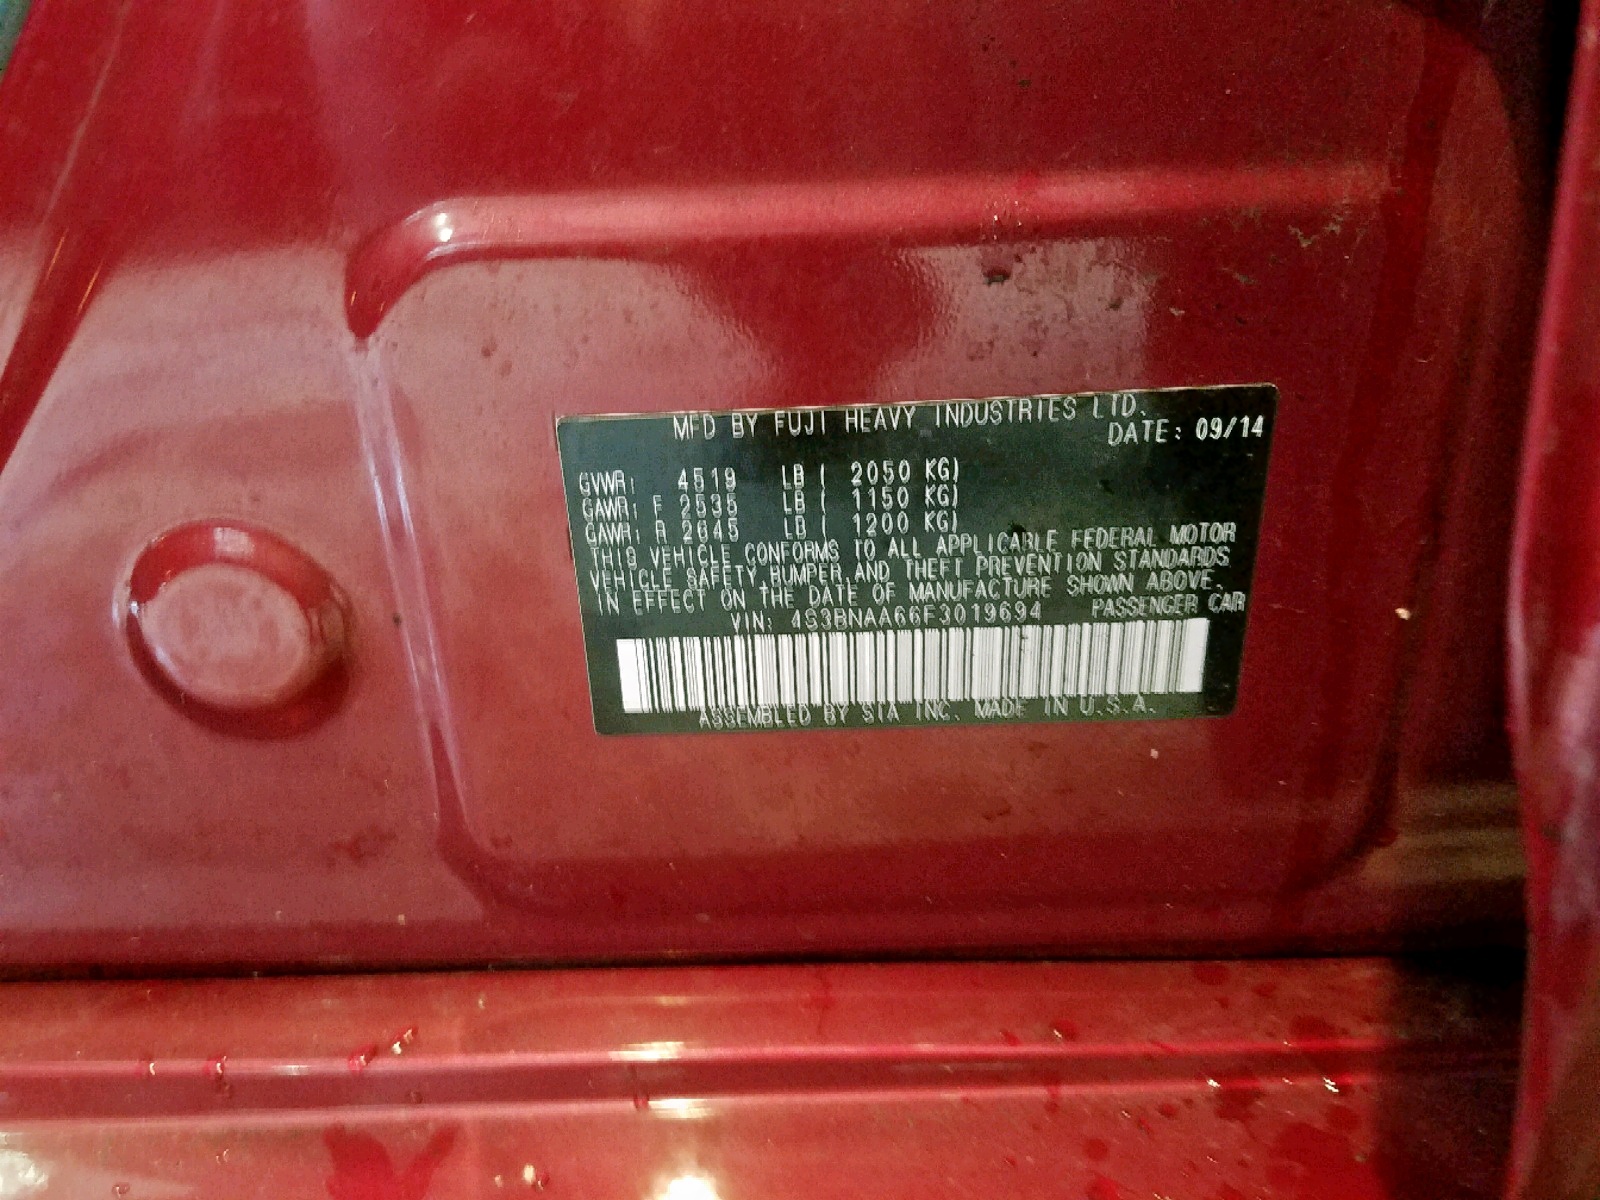 MFD BY FUJI HEAVY INDUSTRIES LTD.
DATE: 09/14
GVWR: 4519 LB ( 2050 KG)
GAWR: F 2535 LB ( 1150 KG)
GAWR: R 2645 LB ( 1200 KG)
THIS VEHICLE CONFORMS TO ALL APPLICABLE FEDERAL MOTOR
VEHICLE SAFETY, BUMPER AND THEFT PREVENTION STANDARDS
IN EFFECT ON THE DATE OF MANUFACTURE SHOWN ABOVE.
VIN: 4S3BNAA66F3019694 PASSENGER CAR
ASSEMBLED BY SIA INC. MADE IN U.S.A.